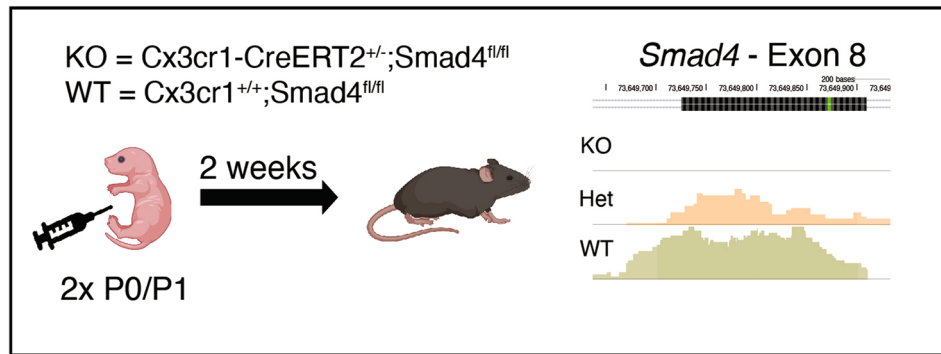 KO = Cx3cr1-CreERT2+/-;Smad4fl/fl
WT = Cx3cr1+/+;Smad4fl/fl
2 weeks
2x P0/P1
Smad4 - Exon 8
200 bases
73,649,700 73,649,750 73,649,800 73,649,850 73,649,900 73,649
KO
Het
WT